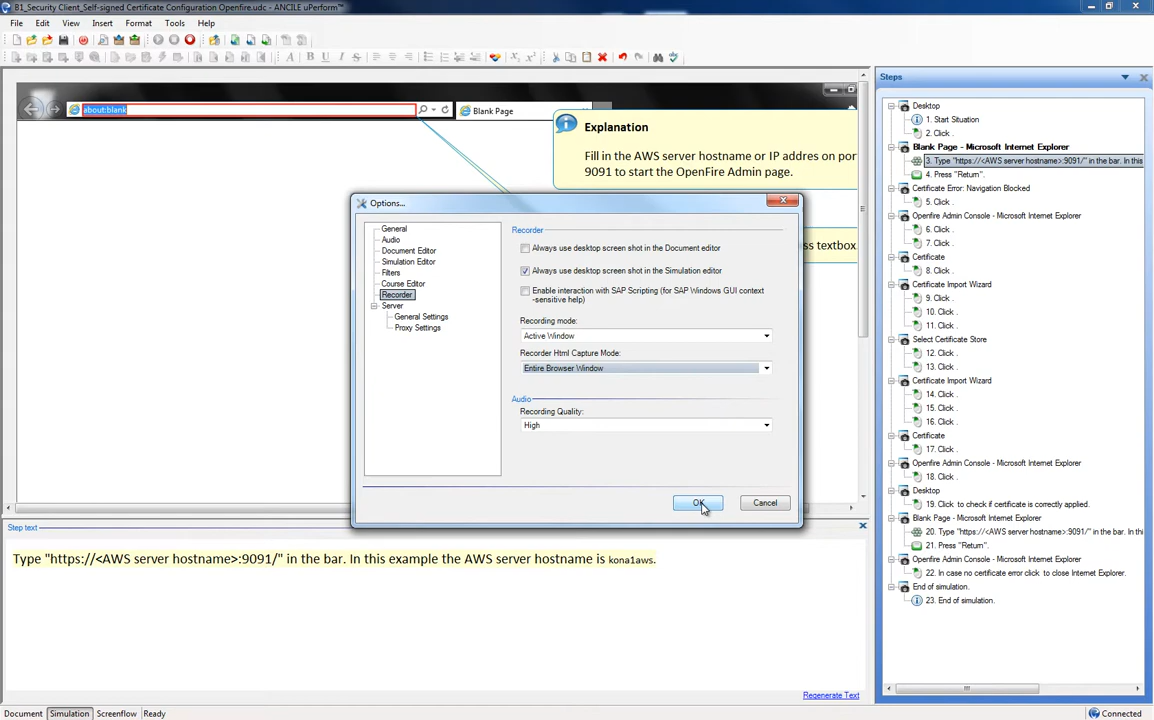 B1_Security Client_Self-signed Certificate Configuration Openfire.udc - ANCILE uPerform™
File Edit View Insert Format Tools Help
Steps
about:blank
Blank Page
Explanation
Fill in the AWS server hostname or IP addres on por
9091 to start the OpenFire Admin page.
ss textbox.
Options...
General
Audio
Document Editor
Simulation Editor
Filters
Course Editor
Recorder
Server
General Settings
Proxy Settings
Recorder
Always use desktop screen shot in the Document editor
Always use desktop screen shot in the Simulation editor
Enable interaction with SAP Scripting (for SAP Windows GUI context
-sensitive help)
Recording mode:
Active Window
Recorder Html Capture Mode:
Entire Browser Window
Audio
Recording Quality:
High
OK Cancel
Desktop
1. Start Situation
2. Click .
Blank Page - Microsoft Internet Explorer
3. Type "https://<AWS server hostname>:9091/" in the bar. In this
4. Press "Return".
Certificate Error: Navigation Blocked
5. Click .
Openfire Admin Console - Microsoft Internet Explorer
6. Click .
7. Click .
Certificate
8. Click .
Certificate Import Wizard
9. Click .
10. Click .
11. Click .
Select Certificate Store
12. Click .
13. Click .
Certificate Import Wizard
14. Click .
15. Click .
16. Click .
Certificate
17. Click .
Openfire Admin Console - Microsoft Internet Explorer
18. Click .
Desktop
19. Click to check if certificate is correctly applied.
Blank Page - Microsoft Internet Explorer
20. Type "https://<AWS server hostname>:9091/" in the bar. In thi
21. Press "Return".
Openfire Admin Console - Microsoft Internet Explorer
22. In case no certificate error click to close Internet Explorer.
End of simulation.
23. End of simulation.
Step text
Type "https://<AWS server hostname>:9091/" in the bar. In this example the AWS server hostname is kona1aws.
Regenerate Text
Document Simulation Screenflow Ready
Connected